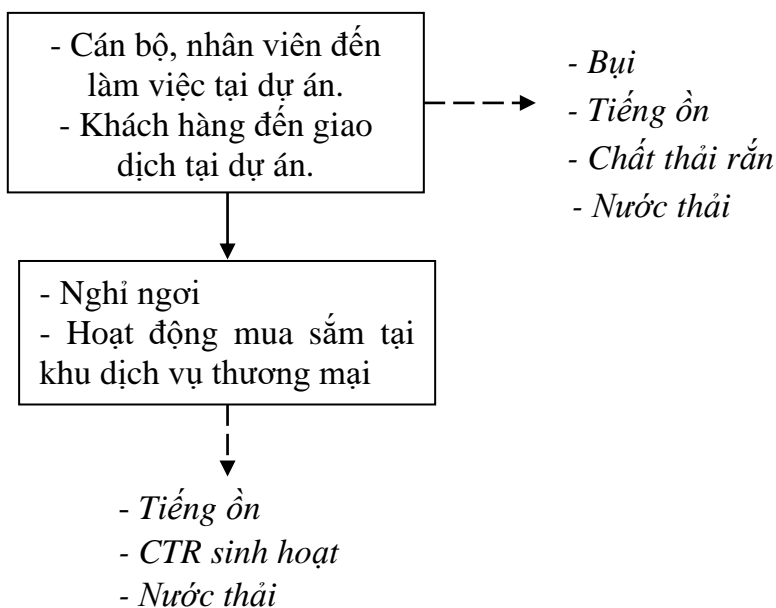 - Cán bộ, nhân viên đến
làm việc tại dự án.
- Khách hàng đến giao
dịch tại dự án.
- Bụi
- Tiếng ồn
- Chất thải rắn
- Nước thải
- Nghỉ ngơi
- Hoạt động mua sắm tại
khu dịch vụ thương mại
- Tiếng ồn
- CTR sinh hoạt
- Nước thải